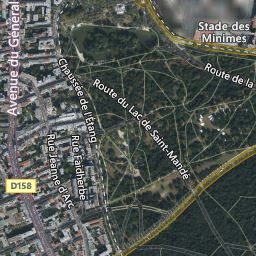 Stade des
Minimes
Avenue du Général
Chaussée de l'Étang
Route du Lac de Saint-Mandé
Route de la
Rue Faidherbe
Rue Jeanne d'Arc
D158